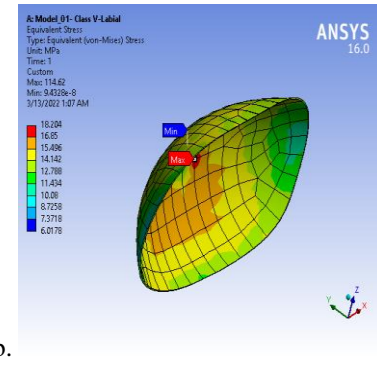 A: Model_01- Class V-Labial
Equivalent Stress
Type: Equivalent (von-Mises) Stress
Unit: MPa
Time: 1
Custom
Max: 114.62
Min: 9.4328e-8
3/13/2022 1:07 AM
ANSYS
16.0
18.204
16.85
15.496
14.142
12.788
11.434
10.08
8.7258
7.3718
6.0178
Min
Max
Z
Y
X